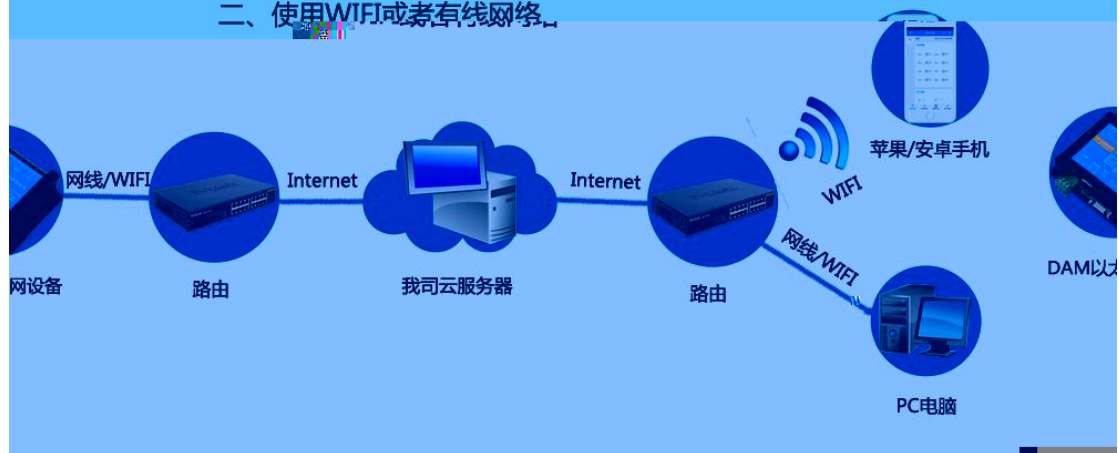 二、使用WIFI或者有线网络
苹果/安卓手机
网线/WIFI
Internet
Internet
WIFI
网线/WIFI
网设备
路由
我司云服务器
路由
DAM以太
PC电脑